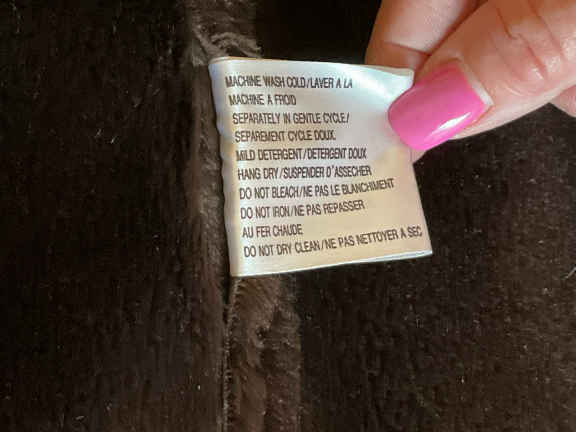 MACHINE WASH COLD/LAVER A LA
MACHINE A FROID
SEPARATELY IN GENTLE CYCLE/
SEPAREMENT CYCLE DOUX.
MILD DETERGENT/DETERGENT DOUX
HANG DRY/SUSPENDER D'ASSECHER
DO NOT BLEACH/NE PAS LE BLANCHIMENT
DO NOT IRON/NE PAS REPASSER
AU FER CHAUDE
DO NOT DRY CLEAN/NE PAS NETTOYER A SEC